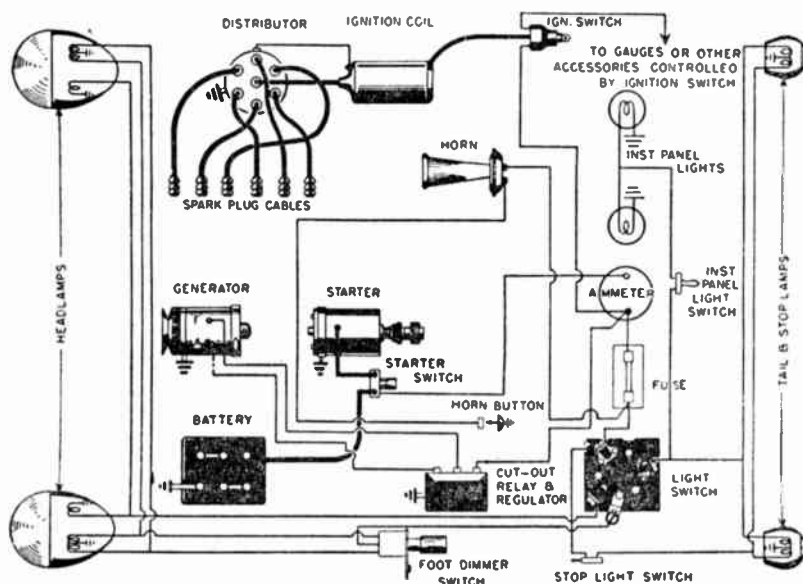 DISTRIBUTOR
IGNITION COIL
IGN. SWITCH
TO GAUGES OR OTHER
ACCESSORIES CONTROLLED
BY IGNITION SWITCH
HORN
INST PANEL
LIGHTS
SPARK PLUG CABLES
HEADLAMPS
GENERATOR
STARTER
AMMETER
INST
PANEL
LIGHT
SWITCH
TAIL & STOP LAMPS
STARTER
SWITCH
FUSE
BATTERY
HORN BUTTON
CUT-OUT
RELAY &
REGULATOR
LIGHT
SWITCH
FOOT DIMMER
SWITCH
STOP LIGHT SWITCH